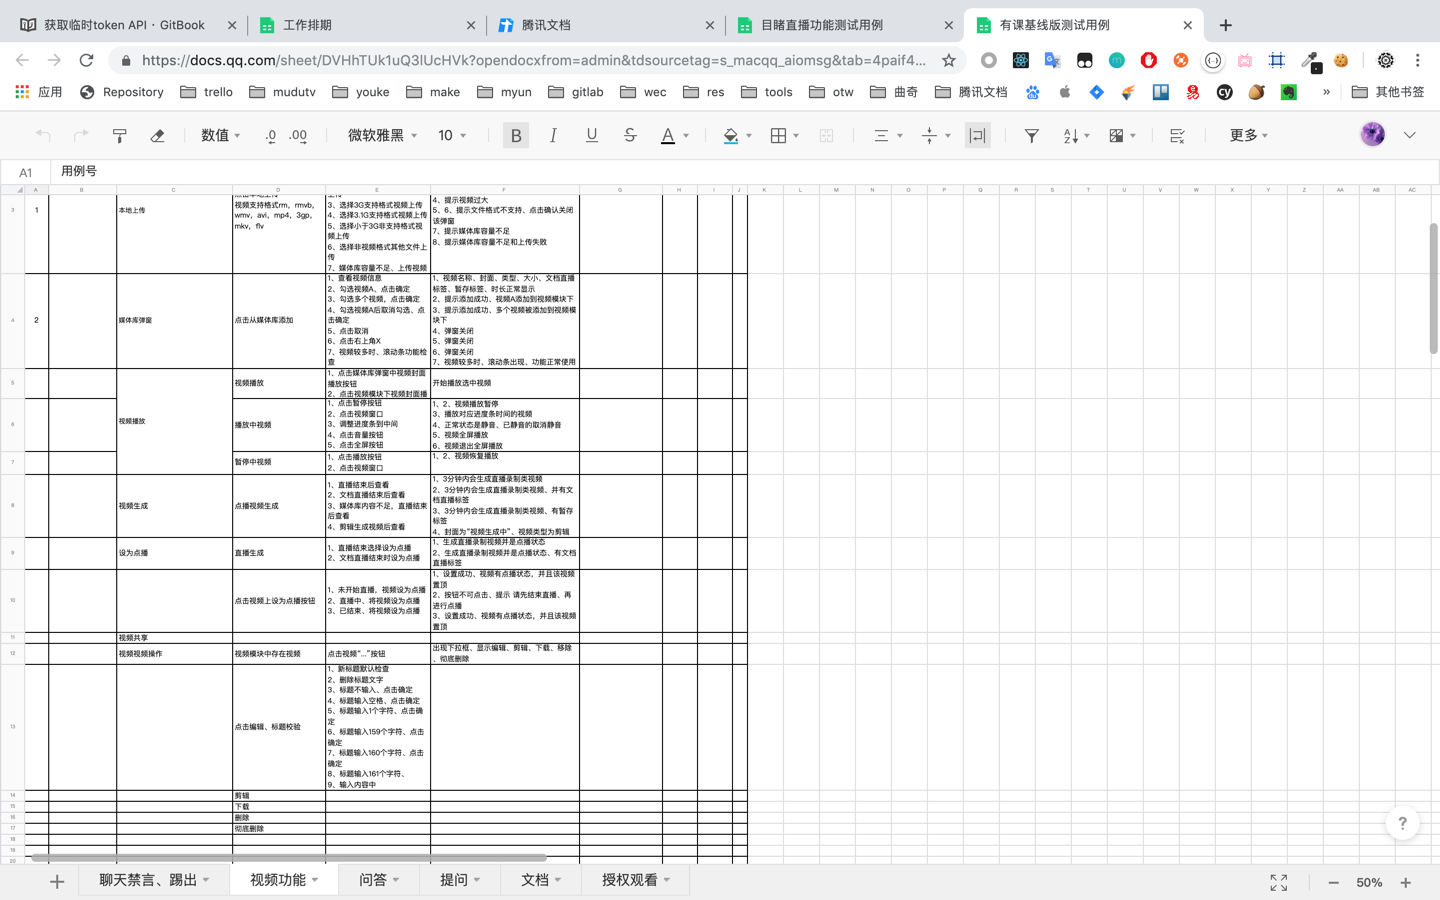 获取临时token API · GitBook
工作排期
腾讯文档
目睹直播功能测试用例
有课基线版测试用例
https://docs.qq.com/sheet/DVHhTUk1uQ3lUcHVk?opendocxfrom=admin&tdsourcetag=s_macqq_aiomsg&tab=4paif4...
应用
Repository
trello
mudutv
youke
make
myun
gitlab
wec
res
tools
otw
曲奇
腾讯文档
»
其他书签
数值
.0
.00
微软雅黑
10
B
I
U
S
A
更多
A1
用例号
A B C D E F G H I J K L M N O P Q R S T U V W X Y Z AA AB AC
3
1
本地上传
视频支持格式rm，rmvb，
wmv，avi，mp4，3gp，
mkv，flv
3、选择3G支持格式视频上传
4、选择3.1G支持格式视频上传
5、选择小于3G非支持格式视
频上传
6、选择非视频格式其他文件上
传
7、媒体库容量不足、上传视频
4、提示视频过大
5、6、提示文件格式不支持、点击确认关闭
该弹窗
7、提示媒体库容量不足
8、提示媒体库容量不足和上传失败
4
2
媒体库弹窗
点击从媒体库添加
1、查看视频信息
2、勾选视频A、点击确定
3、勾选多个视频，点击确定
4、勾选视频A后取消勾选、点
击确定
5、点击取消
6、点击右上角X
7、视频较多时、滚动条功能检
查
1、视频名称、封面、类型、大小、文档直播
标签、暂存标签、时长正常显示
2、提示添加成功、视频A添加到视频模块下
3、提示添加成功、多个视频被添加到视频模
块下
4、弹窗关闭
5、弹窗关闭
6、弹窗关闭
7、视频较多时、滚动条出现、功能正常使用
5
视频播放
视频播放
1、点击媒体库弹窗中视频封面
播放按钮
2、点击视频模块下视频封面播
开始播放选中视频
6
播放中视频
1、点击暂停按钮
2、点击视频窗口
3、调整进度条到中间
4、点击音量按钮
5、点击全屏按钮
1、2、视频播放暂停
3、播放对应进度条时间的视频
4、正常状态是静音、已静音的取消静音
5、视频全屏播放
6、视频退出全屏播放
7
暂停中视频
1、点击播放按钮
2、点击视频窗口
1、2、视频恢复播放
8
视频生成
点播视频生成
1、直播结束后查看
2、文档直播结束后查看
3、媒体库内容不足，直播结束
后查看
4、剪辑生成视频后查看
1、3分钟内会生成直播录制类视频
2、3分钟内会生成直播录制类视频、并有文
档直播标签
3、3分钟内会生成直播录制类视频、有暂存
标签
4、封面为"视频生成中"、视频类型为剪辑
9
设为点播
直播生成
1、直播结束选择设为点播
2、文档直播结束时设为点播
1、生成直播录制视频并是点播状态
2、生成直播录制视频并是点播状态、有文档
直播标签
10
点击视频上设为点播按钮
1、未开始直播，视频设为点播
2、直播中、将视频设为点播
3、已结束、将视频设为点播
1、设置成功、视频有点播状态，并且该视频
置顶
2、按钮不可点击、提示 请先结束直播、再
进行点播
3、设置成功、视频有点播状态，并且该视频
置顶
11
视频共享
12
视频视频操作
视频模块中存在视频
点击视频"..."按钮
出现下拉框、显示编辑、剪辑、下载、移除
、彻底删除
13
点击编辑、标题校验
1、新标题默认检查
2、删除标题文字
3、标题不输入、点击确定
4、标题输入空格、点击确定
5、标题输入1个字符、点击确
定
6、标题输入159个字符、点击
确定
7、标题输入160个字符、点击
确定
8、标题输入161个字符、
9、输入内容中
14
剪辑
15
下载
16
删除
17
彻底删除
18
19
20
聊天禁言、踢出
视频功能
问答
提问
文档
授权观看
50%
?